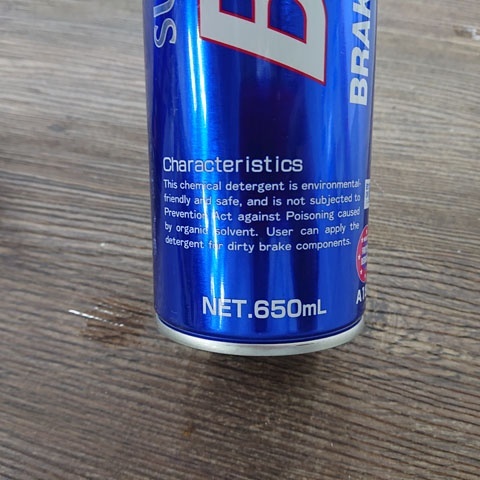 BRAK
Characteristics
This chemical detergent is environmental-
friendly and safe, and is not subjected to
Prevention Act against Poisoning caused
by organic solvent. User can apply the
detergent for dirty brake components.
NET.650mL